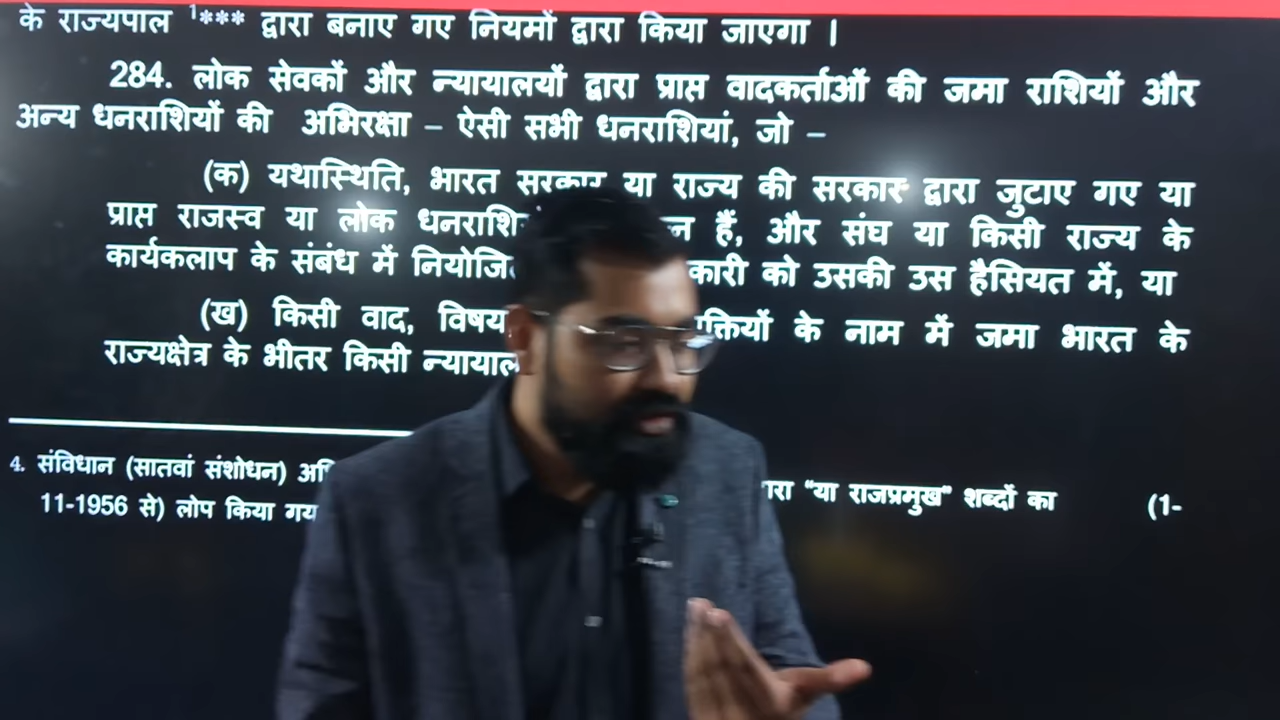 के राज्यपाल ¹*** द्वारा बनाए गए नियमों द्वारा किया जाएगा ।
284. लोक सेवकों और न्यायालयों द्वारा प्राप्त वादकर्ताओं की जमा राशियों और
अन्य धनराशियों की अभिरक्षा – ऐसी सभी धनराशियां, जो –
(क) यथास्थिति, भारत सरकार या राज्य की सरकार द्वारा जुटाए गए या
प्राप्त राजस्व या लोक हैं, और संघ या किसी राज्य के
कार्यकलाप के संबंध में को उसकी उस हैसियत में, या
(ख) किसी वाद, के नाम में जमा भारत के
राज्यक्षेत्र के भीतर किसी
4. संविधान (सातवां संशोधन) "या राजप्रमुख" शब्दों का (1-
11-1956 से) लोप किया